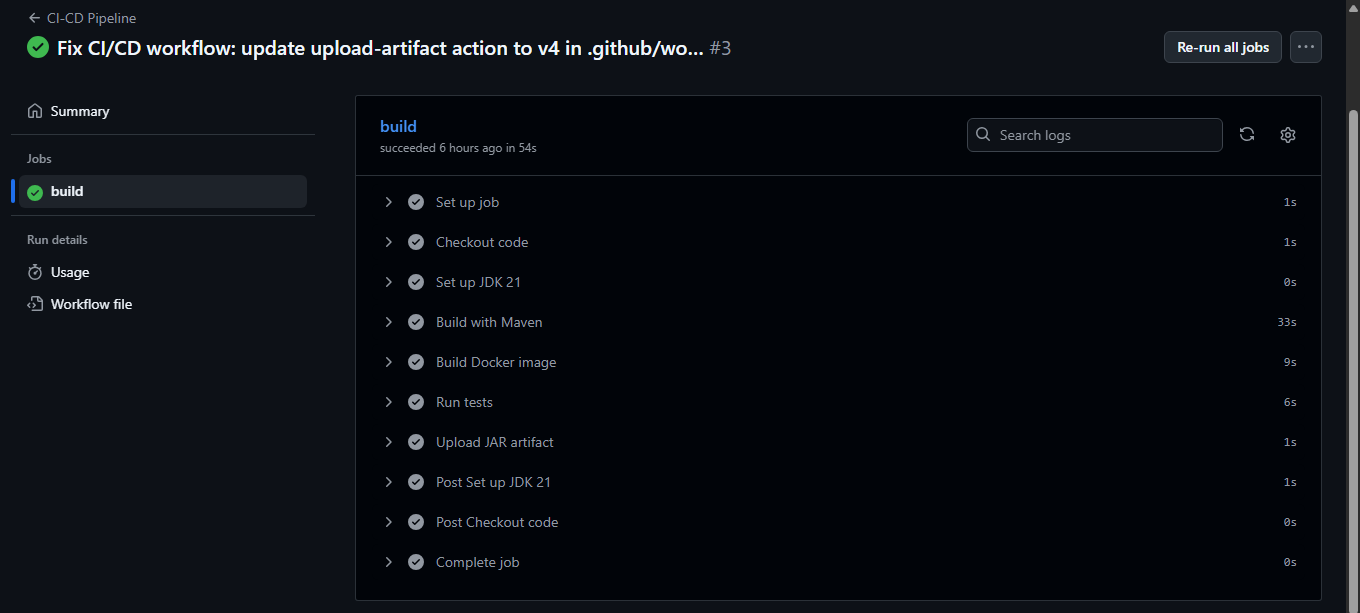 CI-CD Pipeline
Fix CI/CD workflow: update upload-artifact action to v4 in .github/wo... #3
Re-run all jobs
Summary
Jobs
build
Run details
Usage
Workflow file
build
succeeded 6 hours ago in 54s
Search logs
Set up job 1s
Checkout code 1s
Set up JDK 21 0s
Build with Maven 33s
Build Docker image 9s
Run tests 6s
Upload JAR artifact 1s
Post Set up JDK 21 1s
Post Checkout code 0s
Complete job 0s